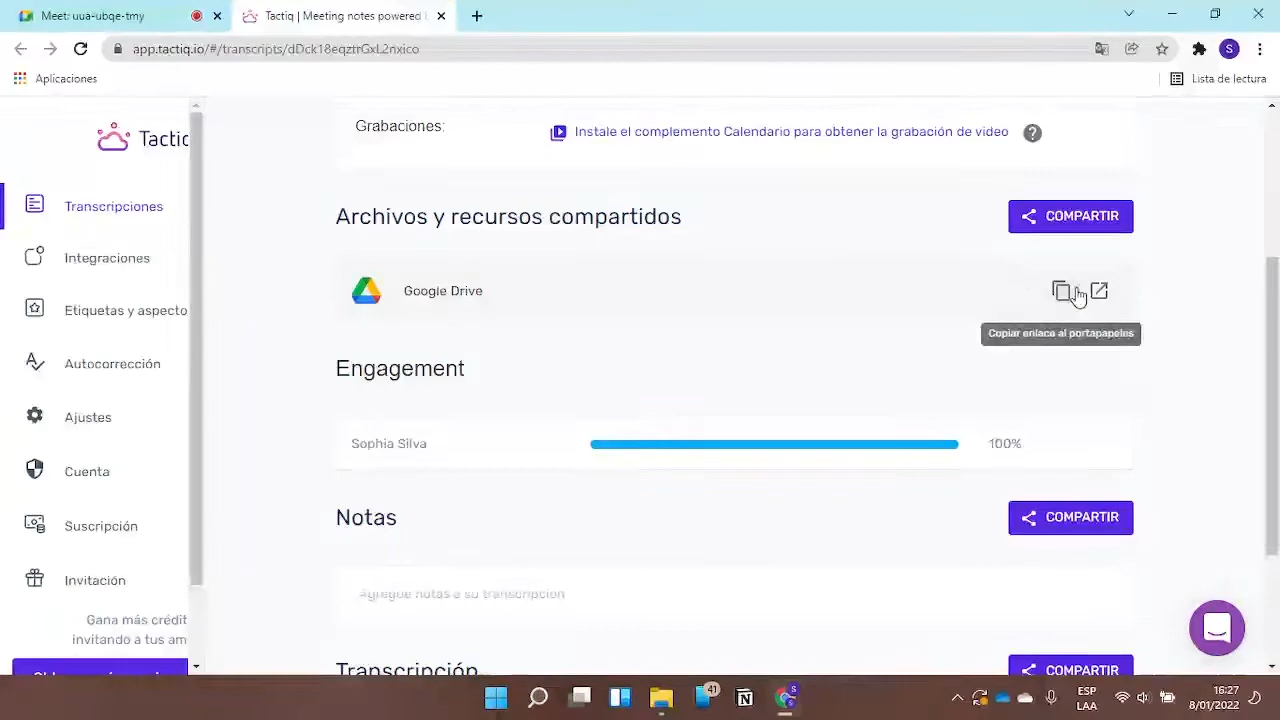 Meet: uua-ubqe-tmy
Tactiq | Meeting notes powered
app.tactiq.io/#/transcripts/dDck18eqztrGxL2nxico
S
Aplicaciones
Lista de lectura
Tactiq
Transcripciones
Integraciones
Etiquetas y aspecto
Autocorrección
Ajustes
Cuenta
Suscripción
Invitación
Gana más crédit
invitando a tus am
Grabaciones:
Instale el complemento Calendario para obtener la grabación de video
Archivos y recursos compartidos
COMPARTIR
Google Drive
Copiar enlace al portapapeles
Engagement
Sophia Silva
100%
Notas
COMPARTIR
Agregue notas a su transcripción
Transcripción
COMPARTIR
41
ESP
LAA
16:27
8/07/2022